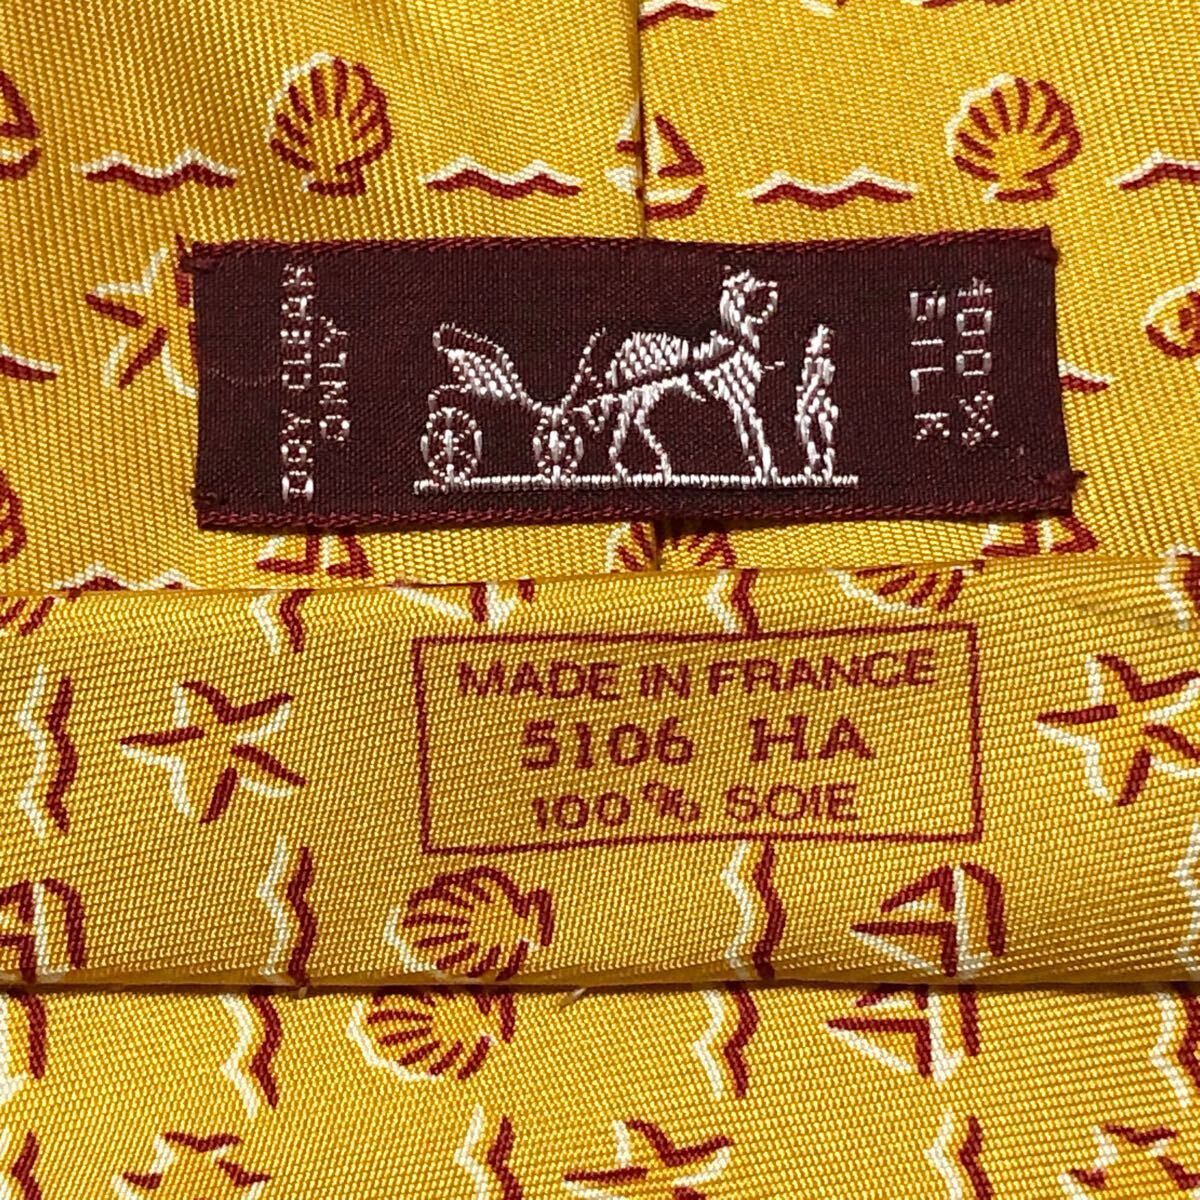 DRY CLEAN
ONLY
100%
SILK
MADE IN FRANCE
5106 HA
100% SOIE